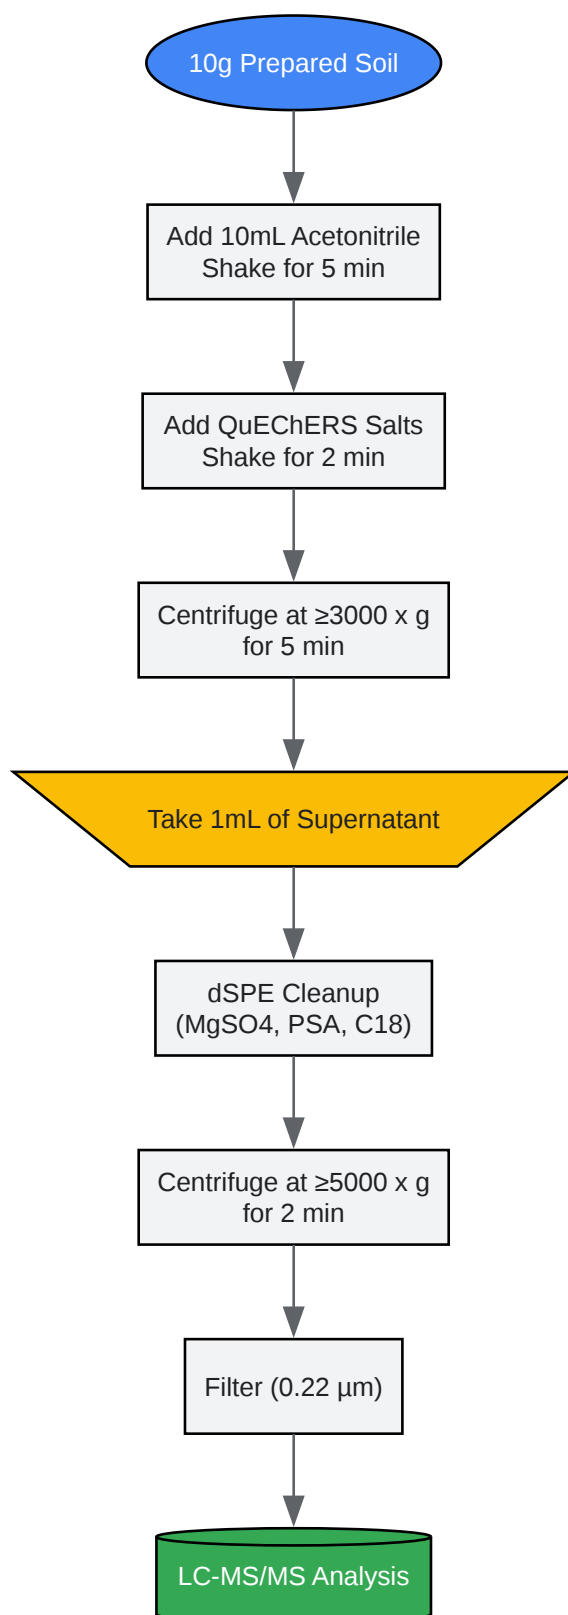 10g Prepared Soil
Add 10mL Acetonitrile
Shake for 5 min
Add QuEChERS Salts
Shake for 2 min
Centrifuge at ≥3000 x g
for 5 min
Take 1mL of Supernatant
dSPE Cleanup
(MgSO4, PSA, C18)
Centrifuge at ≥5000 x g
for 2 min
Filter (0.22 µm)
LC-MS/MS Analysis